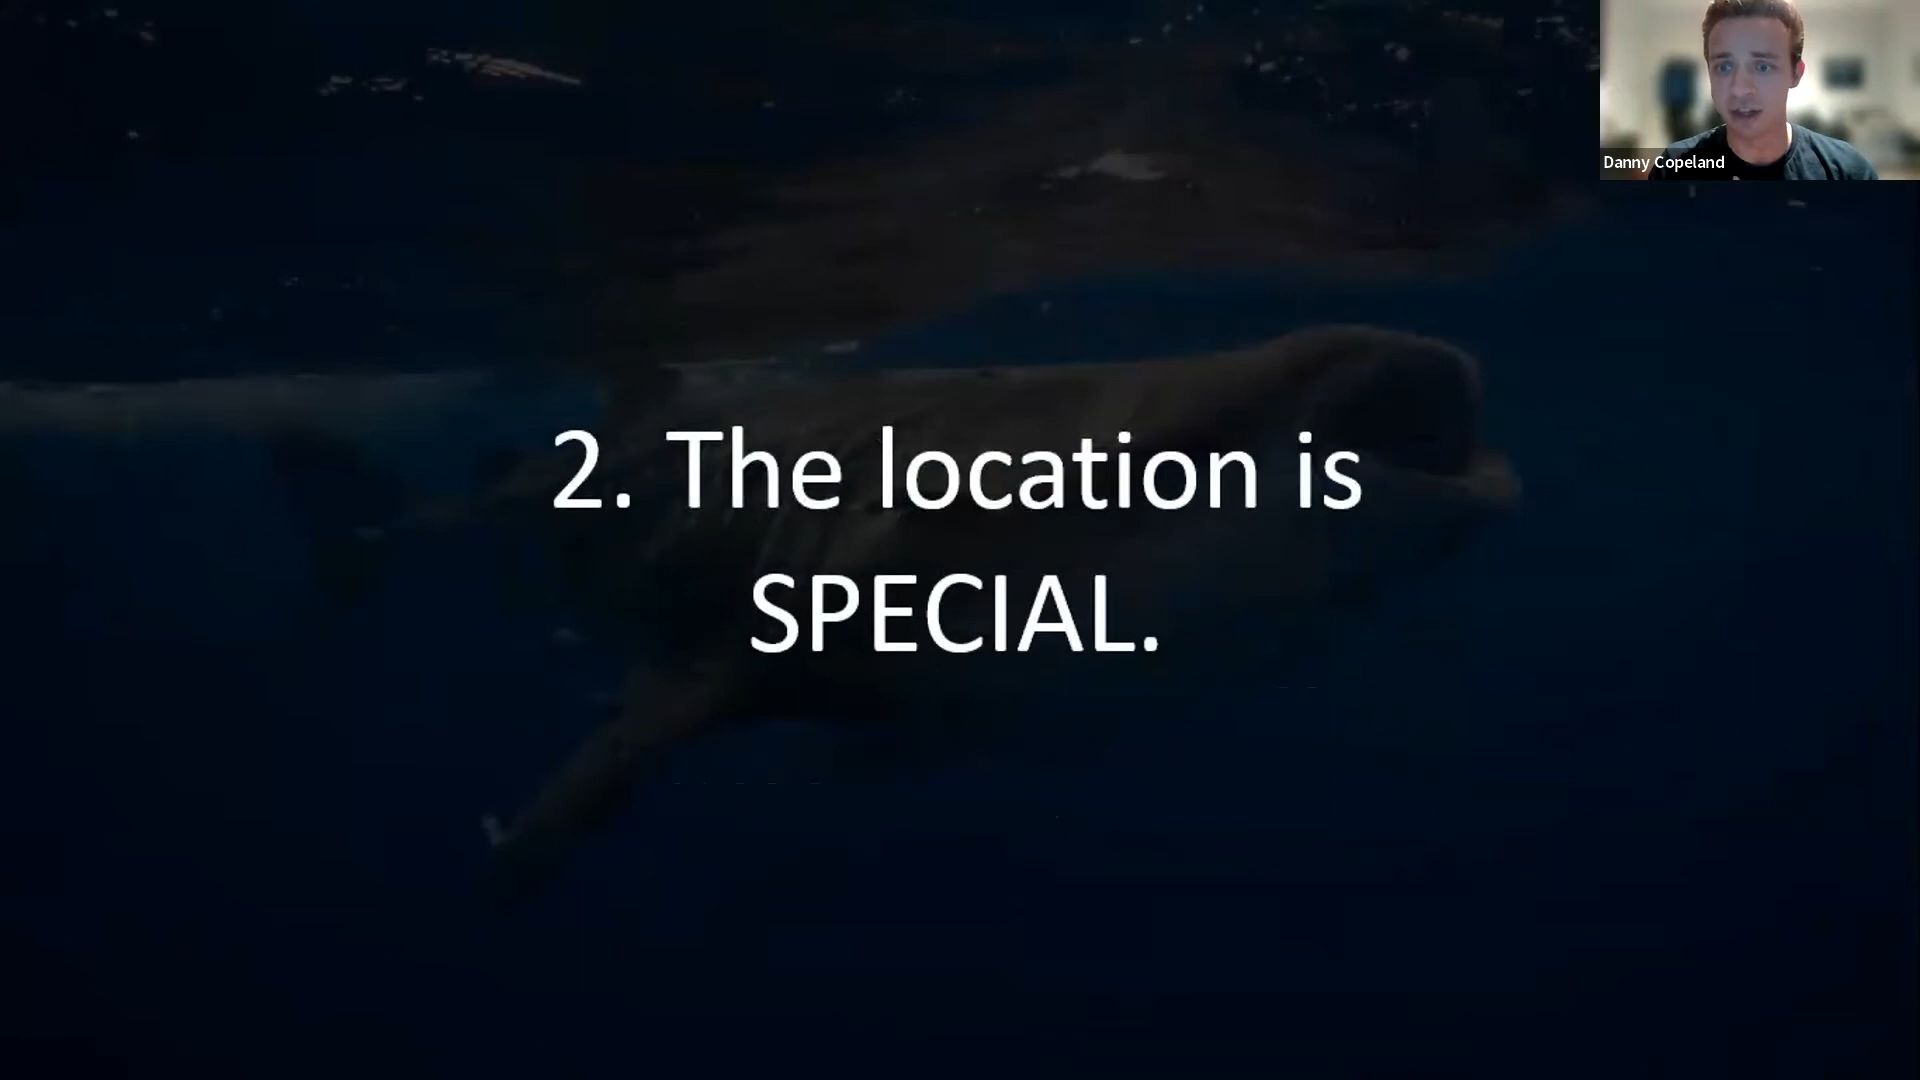 Danny Copeland
2. The location is
SPECIAL.